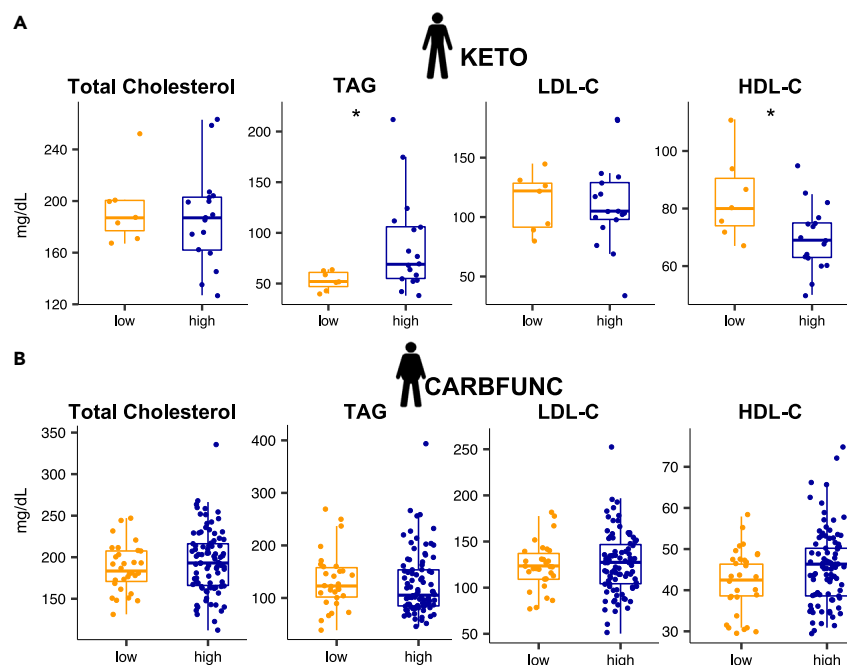 A
KETO
Total Cholesterol TAG LDL-C HDL-C
mg/dL
240
200
160
120
low high
200
150
100
50
*
low high
150
100
50
low high
100
80
60
*
low high
B
CARBFUNC
Total Cholesterol TAG LDL-C HDL-C
mg/dL
350
300
250
200
150
low high
400
300
200
100
low high
250
200
150
100
50
low high
70
60
50
40
30
low high